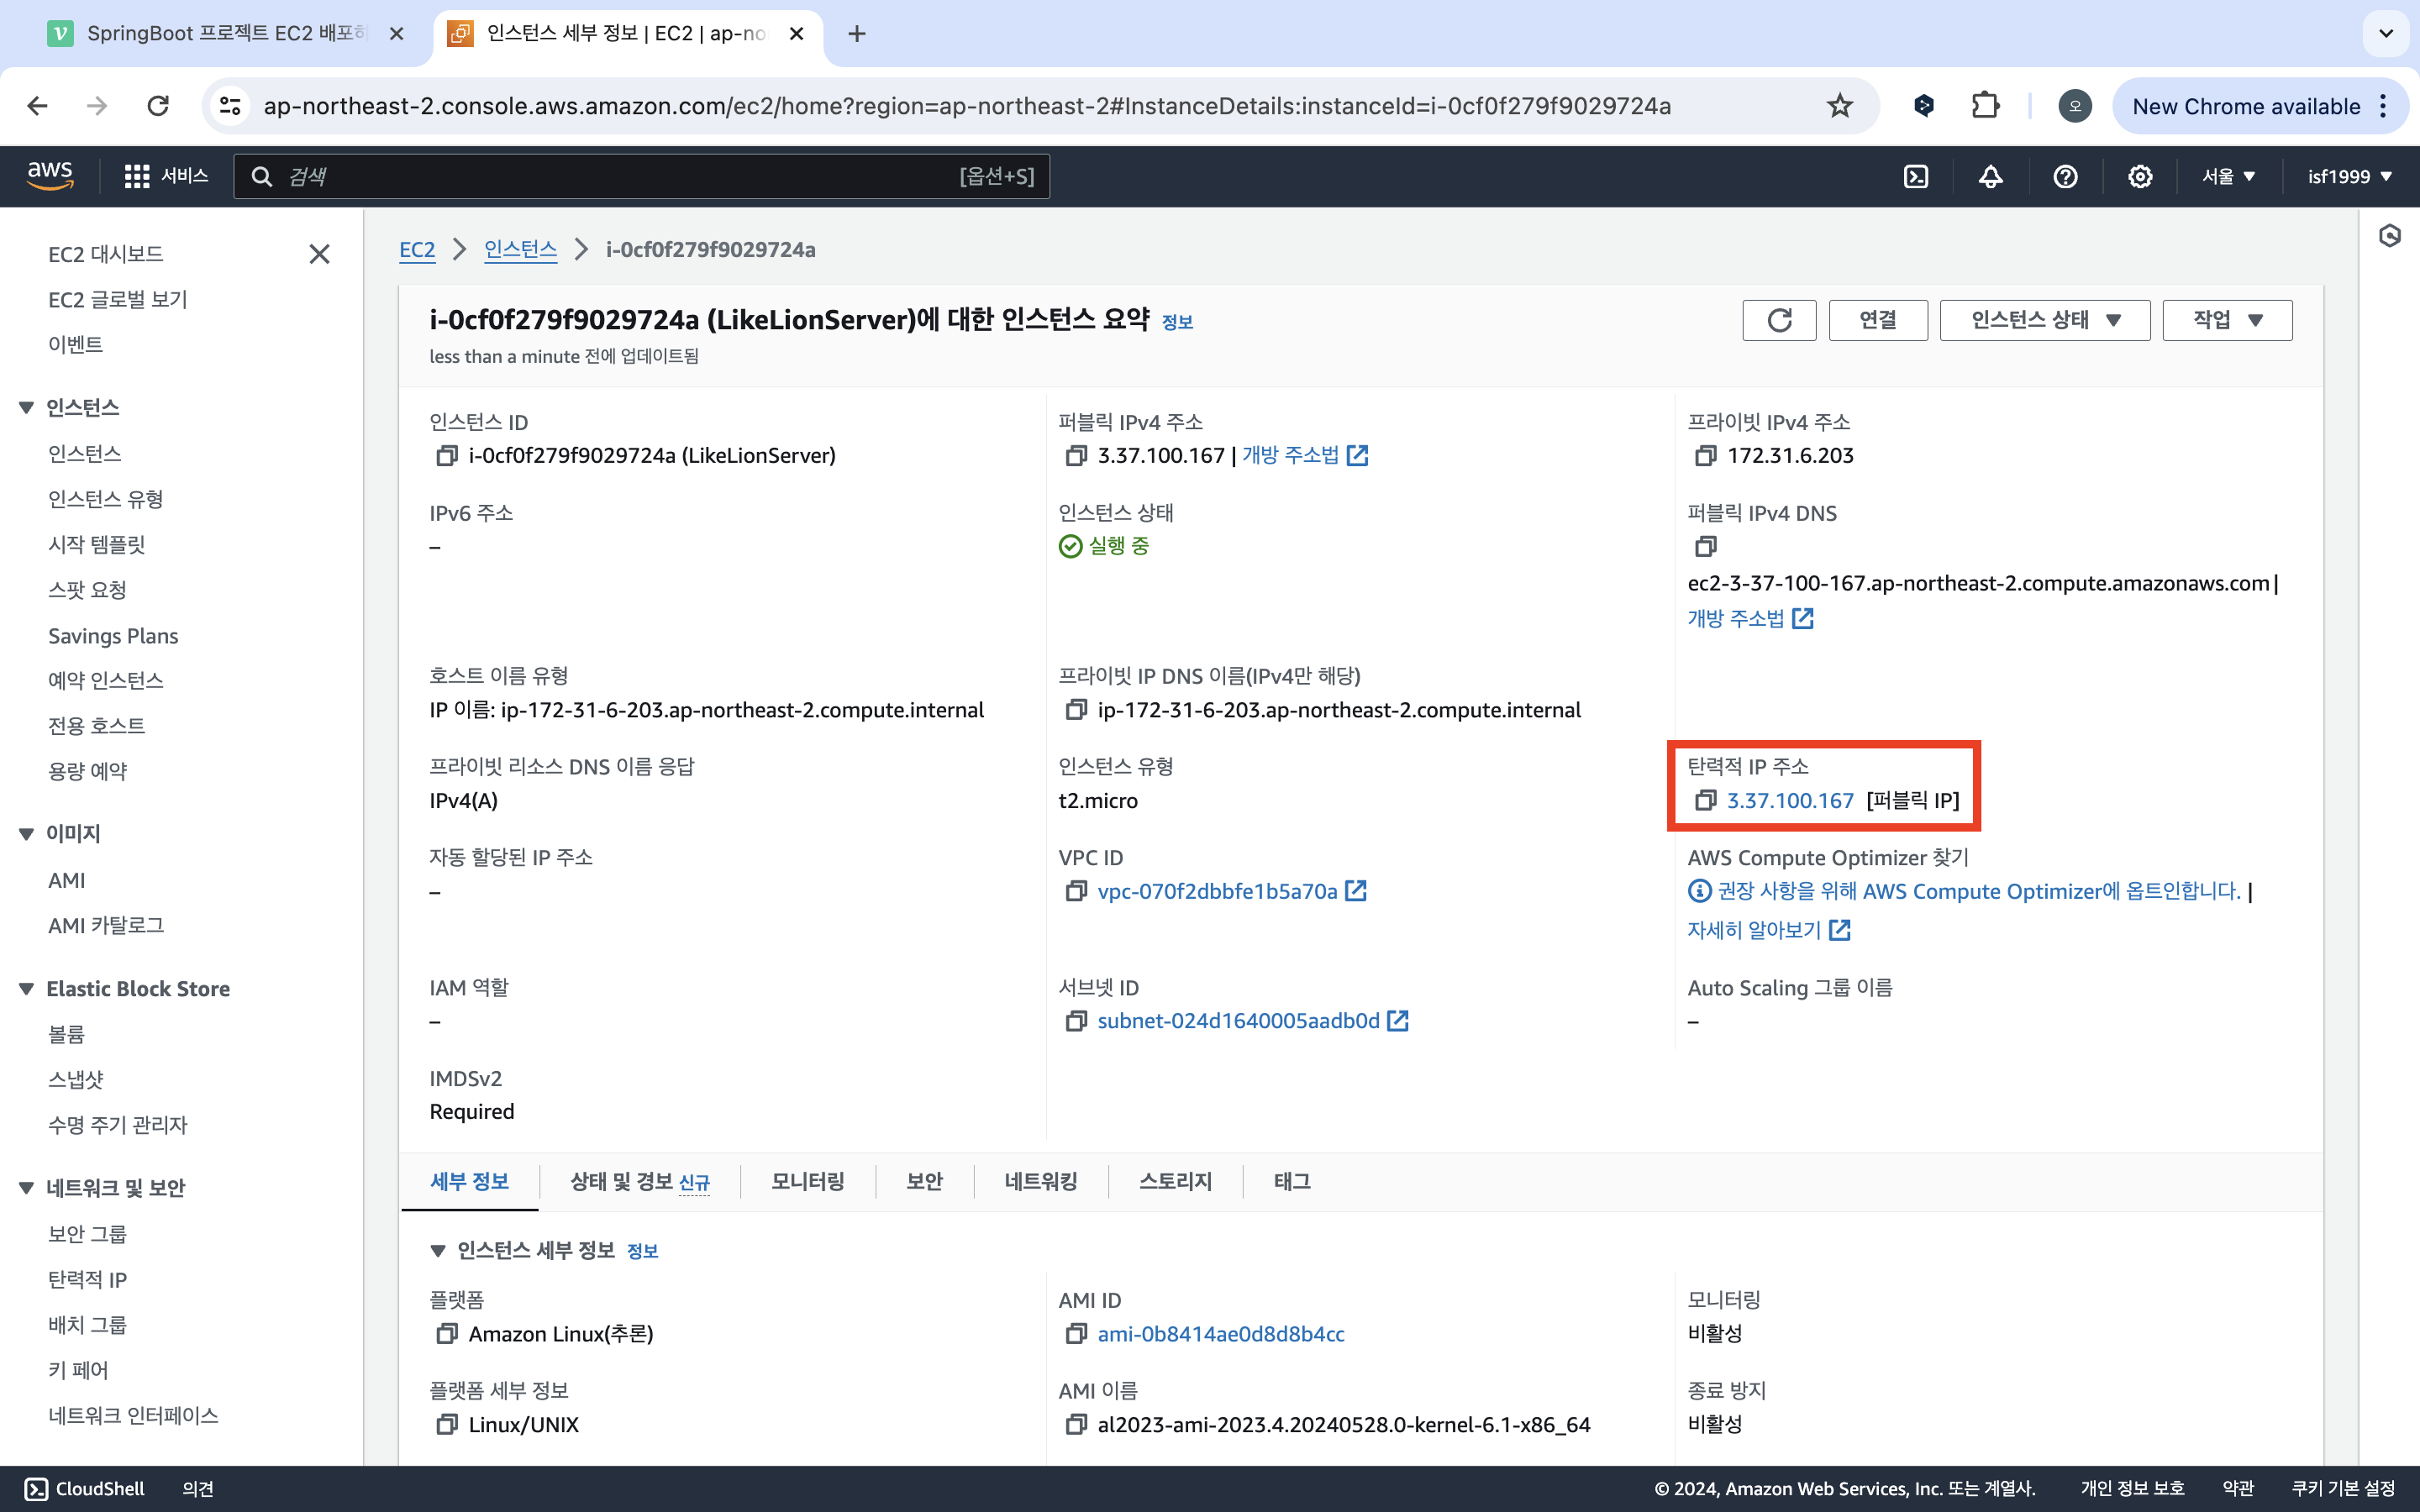 SpringBoot 프로젝트 EC2 배포하
인스턴스 세부 정보 | EC2 | ap-no
ap-northeast-2.console.aws.amazon.com/ec2/home?region=ap-northeast-2#InstanceDetails:instanceId=i-0cf0f279f9029724a
오
New Chrome available
aws
서비스
검색
[옵션+S]
서울
isf1999
EC2 대시보드
EC2 글로벌 보기
이벤트
인스턴스
인스턴스
인스턴스 유형
시작 템플릿
스팟 요청
Savings Plans
예약 인스턴스
전용 호스트
용량 예약
이미지
AMI
AMI 카탈로그
Elastic Block Store
볼륨
스냅샷
수명 주기 관리자
네트워크 및 보안
보안 그룹
탄력적 IP
배치 그룹
키 페어
네트워크 인터페이스
EC2 > 인스턴스 > i-0cf0f279f9029724a
i-0cf0f279f9029724a (LikeLionServer)에 대한 인스턴스 요약 정보
less than a minute 전에 업데이트됨
연결
인스턴스 상태
작업
인스턴스 ID
i-0cf0f279f9029724a (LikeLionServer)
퍼블릭 IPv4 주소
3.37.100.167 | 개방 주소법
프라이빗 IPv4 주소
172.31.6.203
IPv6 주소
–
인스턴스 상태
실행 중
퍼블릭 IPv4 DNS
ec2-3-37-100-167.ap-northeast-2.compute.amazonaws.com |
개방 주소법
호스트 이름 유형
IP 이름: ip-172-31-6-203.ap-northeast-2.compute.internal
프라이빗 IP DNS 이름(IPv4만 해당)
ip-172-31-6-203.ap-northeast-2.compute.internal
프라이빗 리소스 DNS 이름 응답
IPv4(A)
인스턴스 유형
t2.micro
탄력적 IP 주소
3.37.100.167 [퍼블릭 IP]
자동 할당된 IP 주소
–
VPC ID
vpc-070f2dbbfe1b5a70a
AWS Compute Optimizer 찾기
권장 사항을 위해 AWS Compute Optimizer에 옵트인합니다. |
자세히 알아보기
IAM 역할
–
서브넷 ID
subnet-024d1640005aadb0d
Auto Scaling 그룹 이름
–
IMDSv2
Required
세부 정보
상태 및 경보 신규
모니터링
보안
네트워킹
스토리지
태그
인스턴스 세부 정보 정보
플랫폼
Amazon Linux(추론)
AMI ID
ami-0b8414ae0d8d8b4cc
모니터링
비활성
플랫폼 세부 정보
Linux/UNIX
AMI 이름
al2023-ami-2023.4.20240528.0-kernel-6.1-x86_64
종료 방지
비활성
CloudShell
의견
© 2024, Amazon Web Services, Inc. 또는 계열사.
개인 정보 보호
약관
쿠키 기본 설정